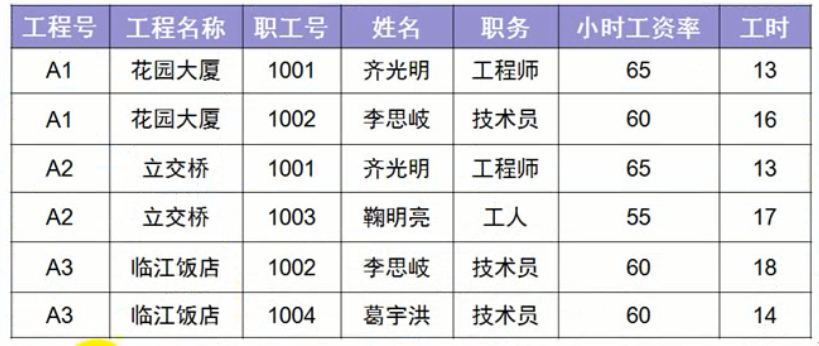 工程号 工程名称 职工号 姓名 职务 小时工资率 工时
A1 花园大厦 1001 齐光明 工程师 65 13
A1 花园大厦 1002 李思岐 技术员 60 16
A2 立交桥 1001 齐光明 工程师 65 13
A2 立交桥 1003 鞠明亮 工人 55 17
A3 临江饭店 1002 李思岐 技术员 60 18
A3 临江饭店 1004 葛宇洪 技术员 60 14